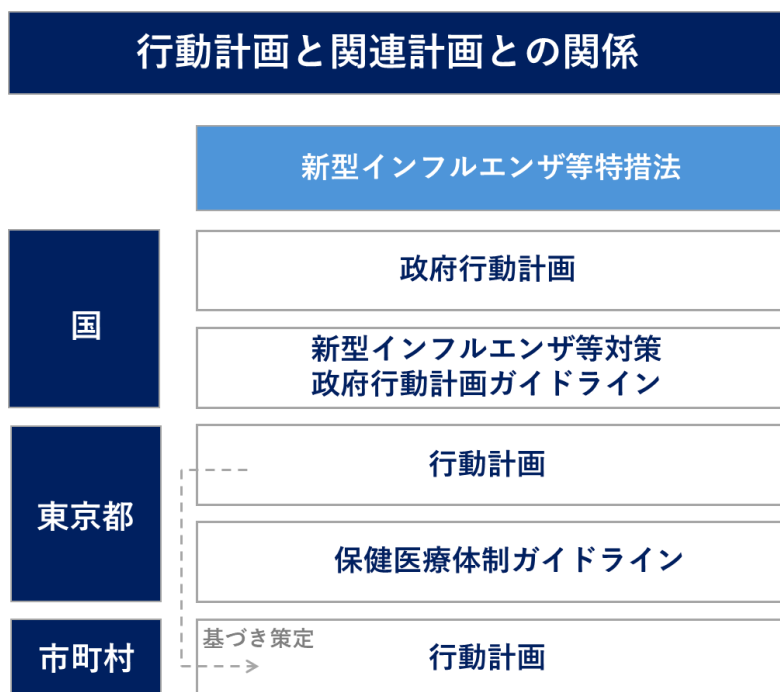 行動計画と関連計画との関係
新型インフルエンザ等特措法
国
政府行動計画
新型インフルエンザ等対策
政府行動計画ガイドライン
東京都
行動計画
保健医療体制ガイドライン
市町村
基づき策定
行動計画